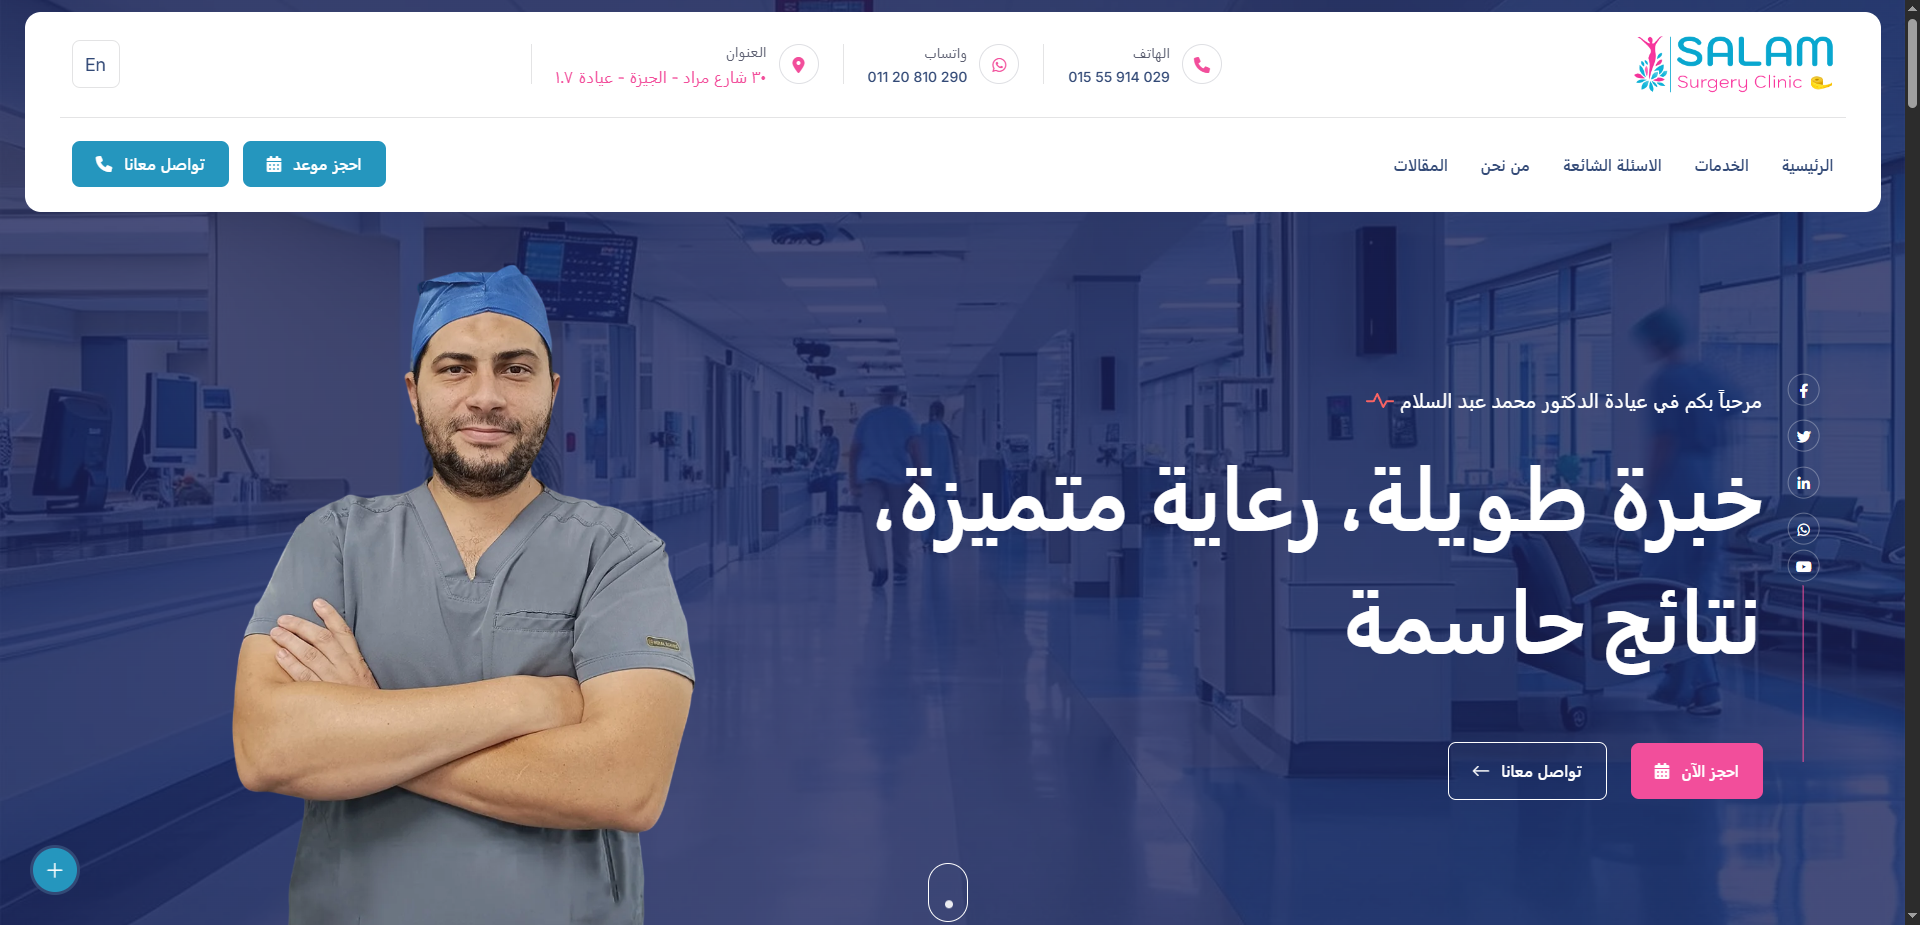 SALAM
Surgery Clinic
الهاتف
015 55 914 029
واتساب
011 20 810 290
العنوان
٣٠ شارع مراد - الجيزة - عيادة ١.٧
En
الرئيسية
الخدمات
الاسئلة الشائعة
من نحن
المقالات
احجز موعد
تواصل معانا
مرحباً بكم في عيادة الدكتور محمد عبد السلام
خبرة طويلة، رعاية متميزة،
نتائج حاسمة
احجز الآن
تواصل معانا